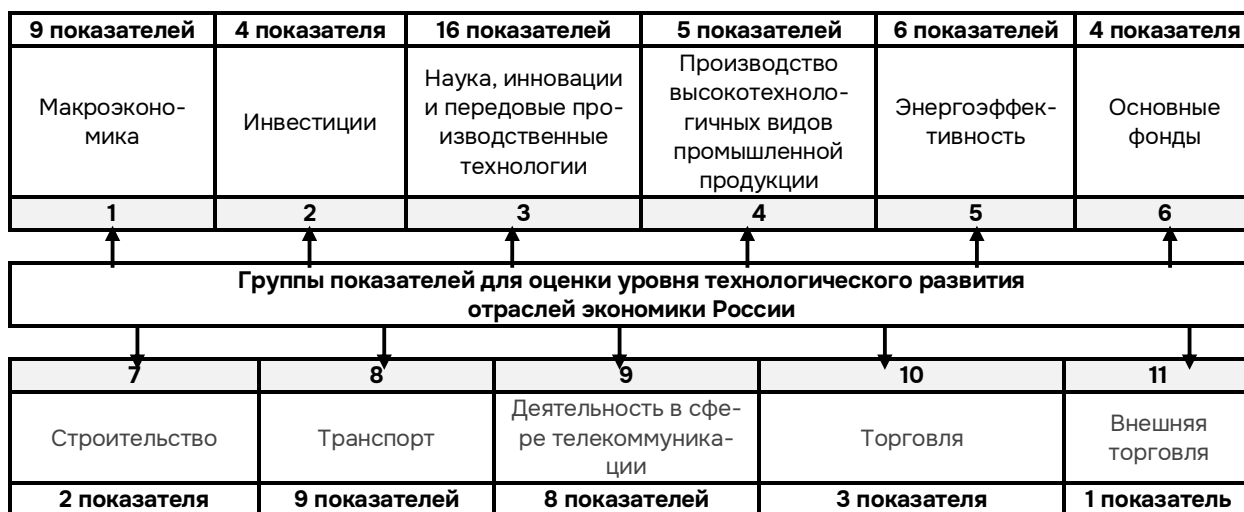 9 показателей
4 показателя
16 показателей
5 показателей
6 показателей
4 показателя
Макроэконо-
мика
Инвестиции
Наука, инновации
и передовые про-
изводственные
технологии
Производство
высокотехноло-
гичных видов
промышленной
продукции
Энергоэффек-
тивность
Основные
фонды
1
2
3
4
5
6
Группы показателей для оценки уровня технологического развития
отраслей экономики России
7
8
9
10
11
Строительство
Транспорт
Деятельность в сфе-
ре телекоммуника-
ции
Торговля
Внешняя
торговля
2 показателя
9 показателей
8 показателей
3 показателя
1 показатель